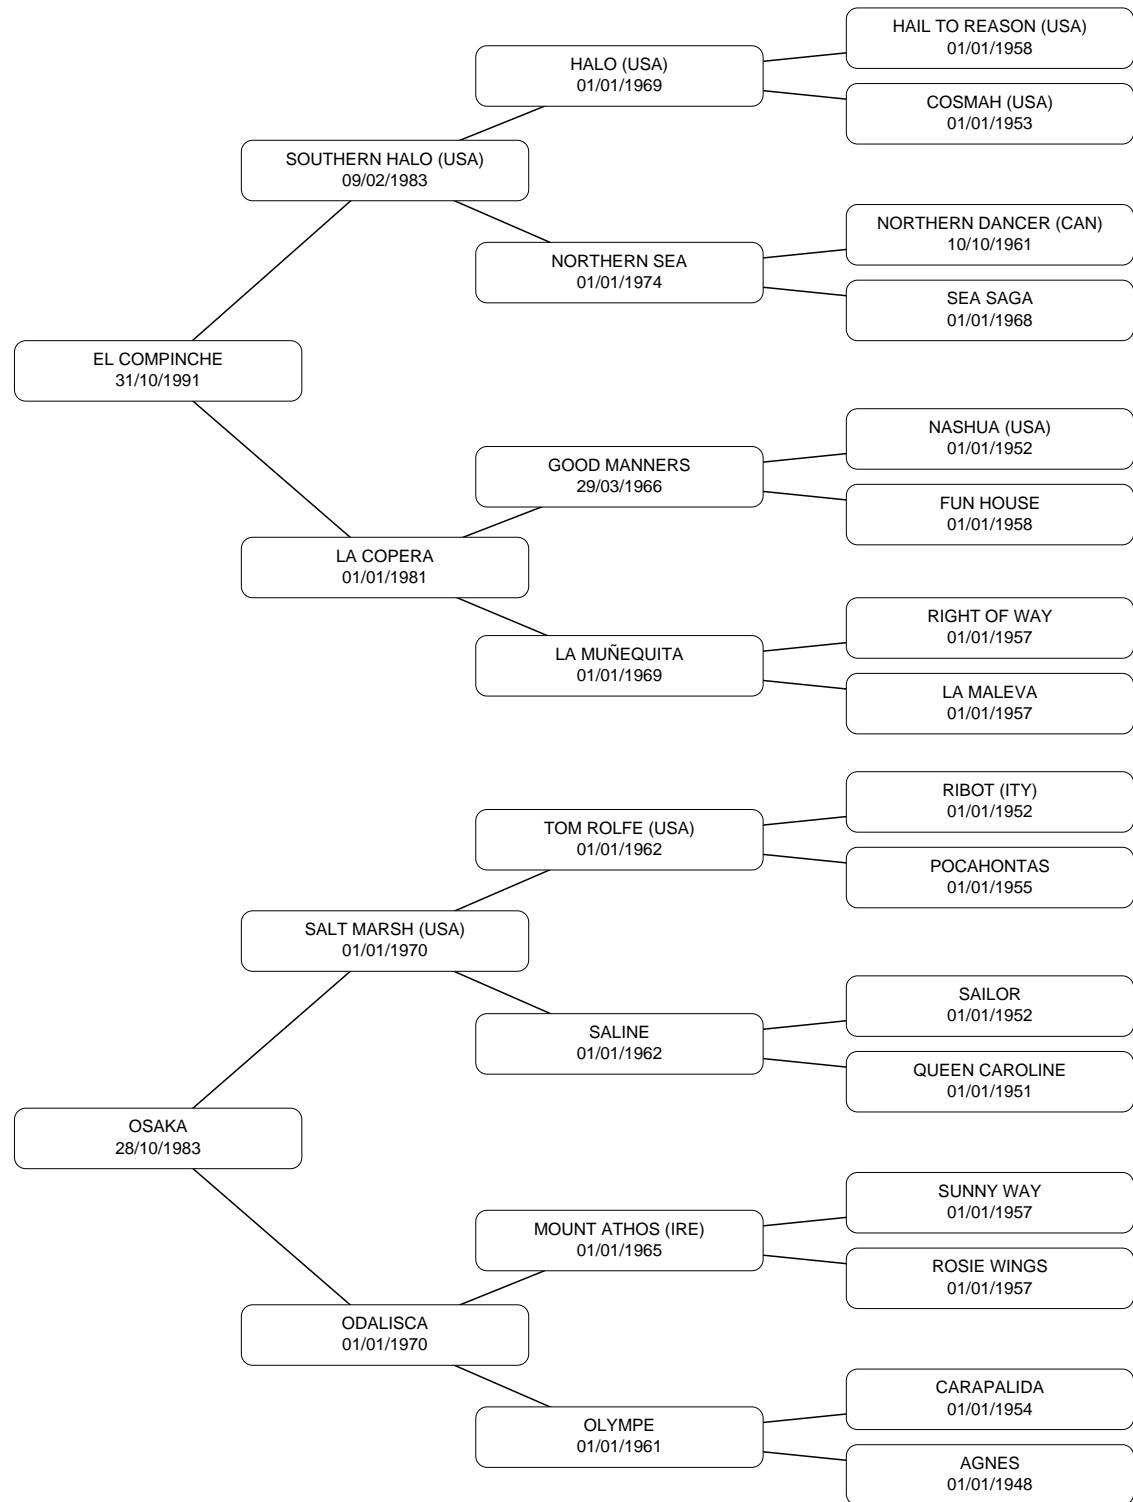 HAIL TO REASON (USA)
01/01/1958
HALO (USA)
01/01/1969
COSMAH (USA)
01/01/1953
SOUTHERN HALO (USA)
09/02/1983
NORTHERN DANCER (CAN)
10/10/1961
NORTHERN SEA
01/01/1974
SEA SAGA
01/01/1968
EL COMPINCHE
31/10/1991
NASHUA (USA)
01/01/1952
GOOD MANNERS
29/03/1966
FUN HOUSE
01/01/1958
LA COPERA
01/01/1981
RIGHT OF WAY
01/01/1957
LA MUÑEQUITA
01/01/1969
LA MALEVA
01/01/1957
RIBOT (ITY)
01/01/1952
TOM ROLFE (USA)
01/01/1962
POCAHONTAS
01/01/1955
SALT MARSH (USA)
01/01/1970
SAILOR
01/01/1952
SALINE
01/01/1962
QUEEN CAROLINE
01/01/1951
OSAKA
28/10/1983
SUNNY WAY
01/01/1957
MOUNT ATHOS (IRE)
01/01/1965
ROSIE WINGS
01/01/1957
ODALISCA
01/01/1970
CARAPALIDA
01/01/1954
OLYMPE
01/01/1961
AGNES
01/01/1948